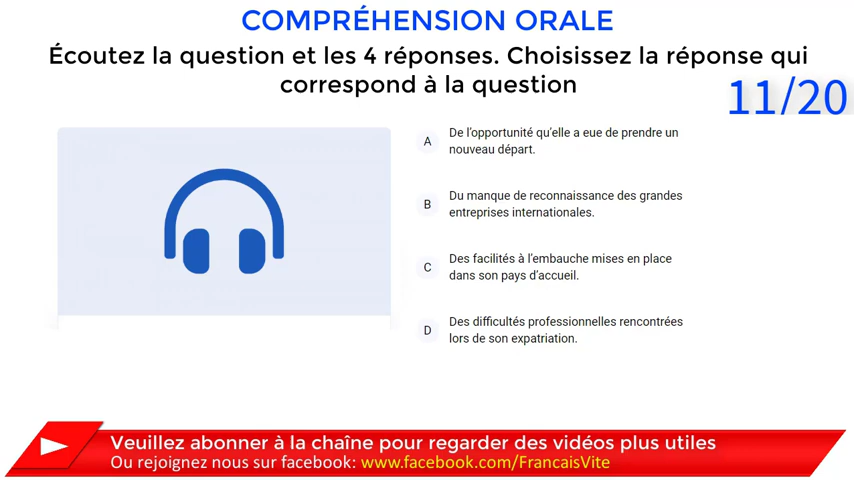 COMPRÉHENSION ORALE
Écoutez la question et les 4 réponses. Choisissez la réponse qui
correspond à la question
11/20
A
De l'opportunité qu'elle a eue de prendre un
nouveau départ.
B
Du manque de reconnaissance des grandes
entreprises internationales.
C
Des facilités à l'embauche mises en place
dans son pays d'accueil.
D
Des difficultés professionnelles rencontrées
lors de son expatriation.
Veuillez abonner à la chaîne pour regarder des vidéos plus utiles
Ou rejoignez nous sur facebook: www.facebook.com/FrancaisVite